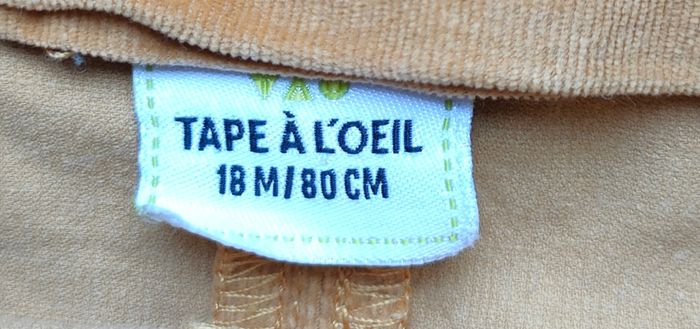 TAPE À L'OEIL
18 M/80 CM